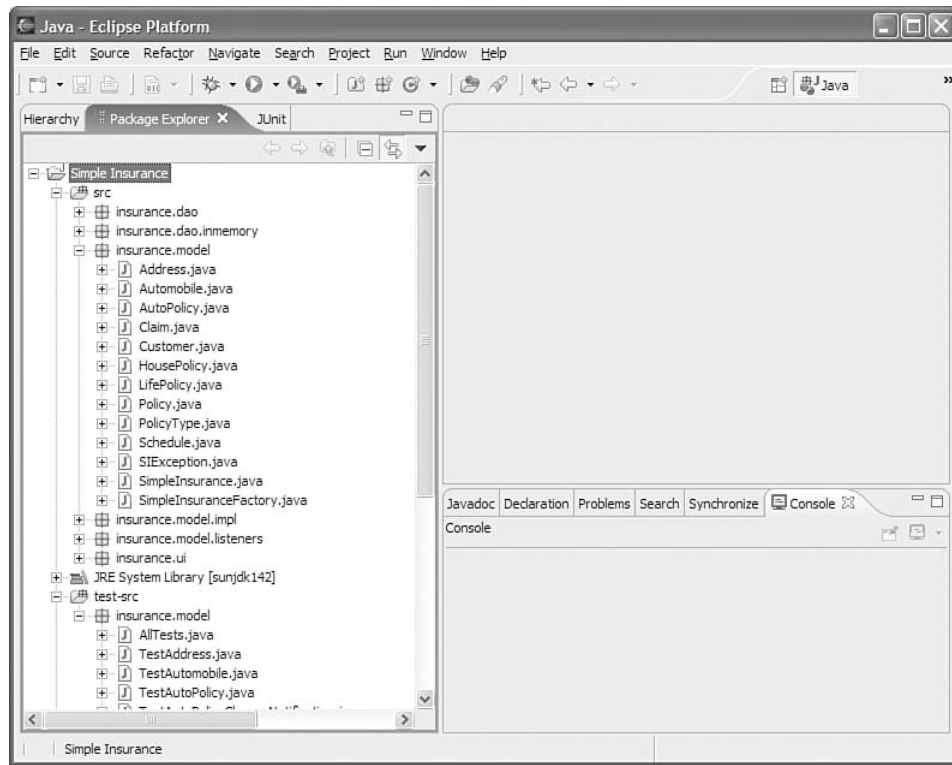 Java - Eclipse Platform
File Edit Source Refactor Navigate Search Project Run Window Help
Java
Hierarchy Package Explorer JUnit
Simple Insurance
src
insurance.dao
insurance.dao.inmemory
insurance.model
Address.java
Automobile.java
AutoPolicy.java
Claim.java
Customer.java
HousePolicy.java
LifePolicy.java
Policy.java
PolicyType.java
Schedule.java
SIException.java
SimpleInsurance.java
SimpleInsuranceFactory.java
insurance.model.impl
insurance.model.listeners
insurance.ui
JRE System Library [sunjdk142]
test-src
insurance.model
AllTests.java
TestAddress.java
TestAutomobile.java
TestAutoPolicy.java
Javadoc Declaration Problems Search Synchronize Console
Console
Simple Insurance